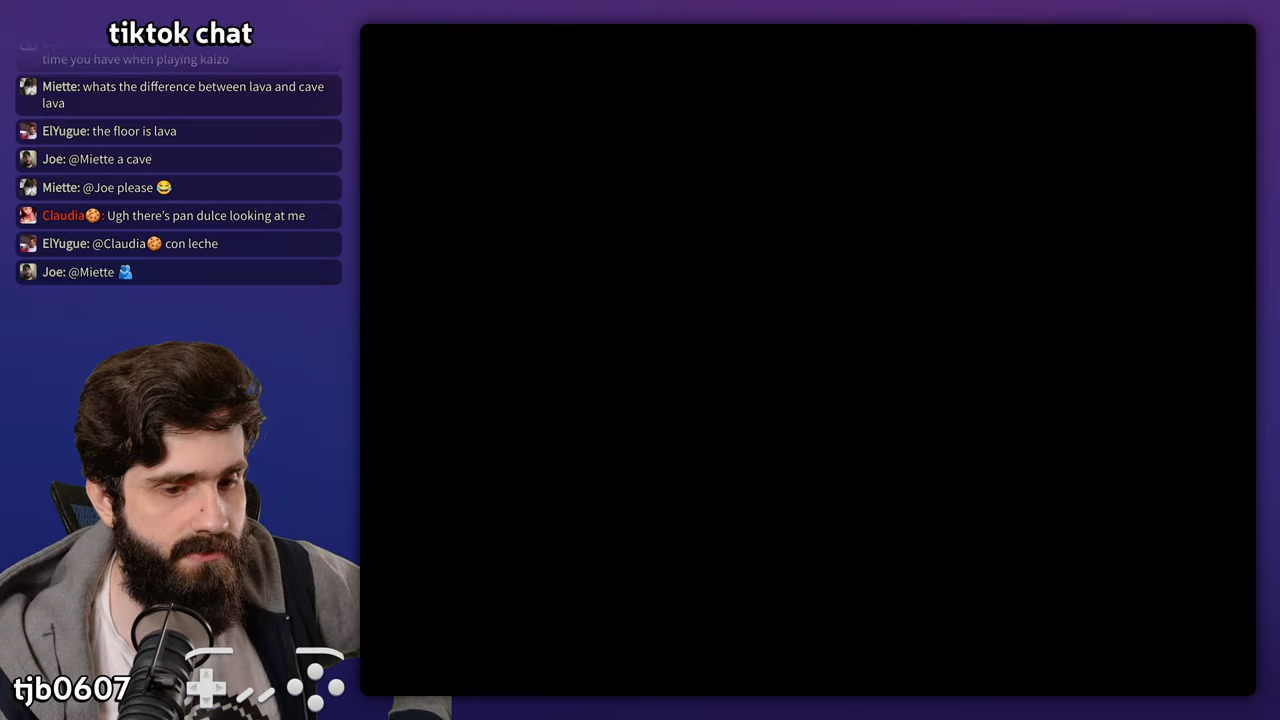 tiktok chat
time you have when playing kaizo
Miette: whats the difference between lava and cave
lava
ElYugue: the floor is lava
Joe: @Miette a cave
Miette: @Joe please 😂
Claudia🍪: Ugh there's pan dulce looking at me
ElYugue: @Claudia🍪 con leche
Joe: @Miette 🫂
tjb0607